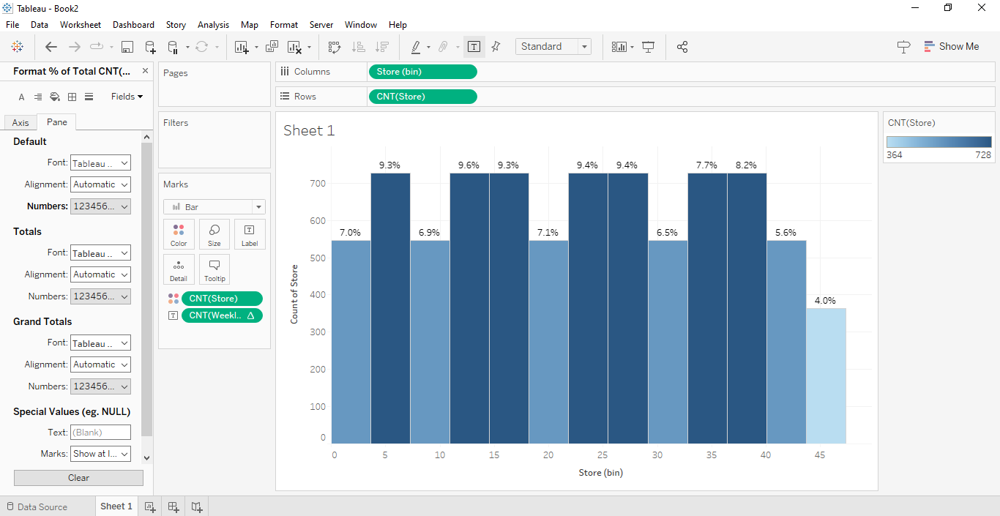 Tableau - Book2
File Data Worksheet Dashboard Story Analysis Map Format Server Window Help
Standard
Show Me
Format % of Total CNT(...
Fields
Axis Pane
Default
Font: Tableau ..
Alignment: Automatic
Numbers: 123456...
Totals
Font: Tableau ..
Alignment: Automatic
Numbers: 123456...
Grand Totals
Font: Tableau ..
Alignment: Automatic
Numbers: 123456...
Special Values (eg. NULL)
Text: (Blank)
Marks: Show at l...
Clear
Pages
Filters
Marks
Bar
Color Size Label
Detail Tooltip
CNT(Store)
CNT(Weekl..
Columns Store (bin)
Rows CNT(Store)
Sheet 1
9.3% 9.6% 9.3% 9.4% 9.4% 7.7% 8.2%
7.0% 6.9% 7.1% 6.5% 5.6%
4.0%
700
600
500
400
300
200
100
0
Count of Store
0 5 10 15 20 25 30 35 40 45
Store (bin)
CNT(Store)
364 728
Data Source Sheet 1